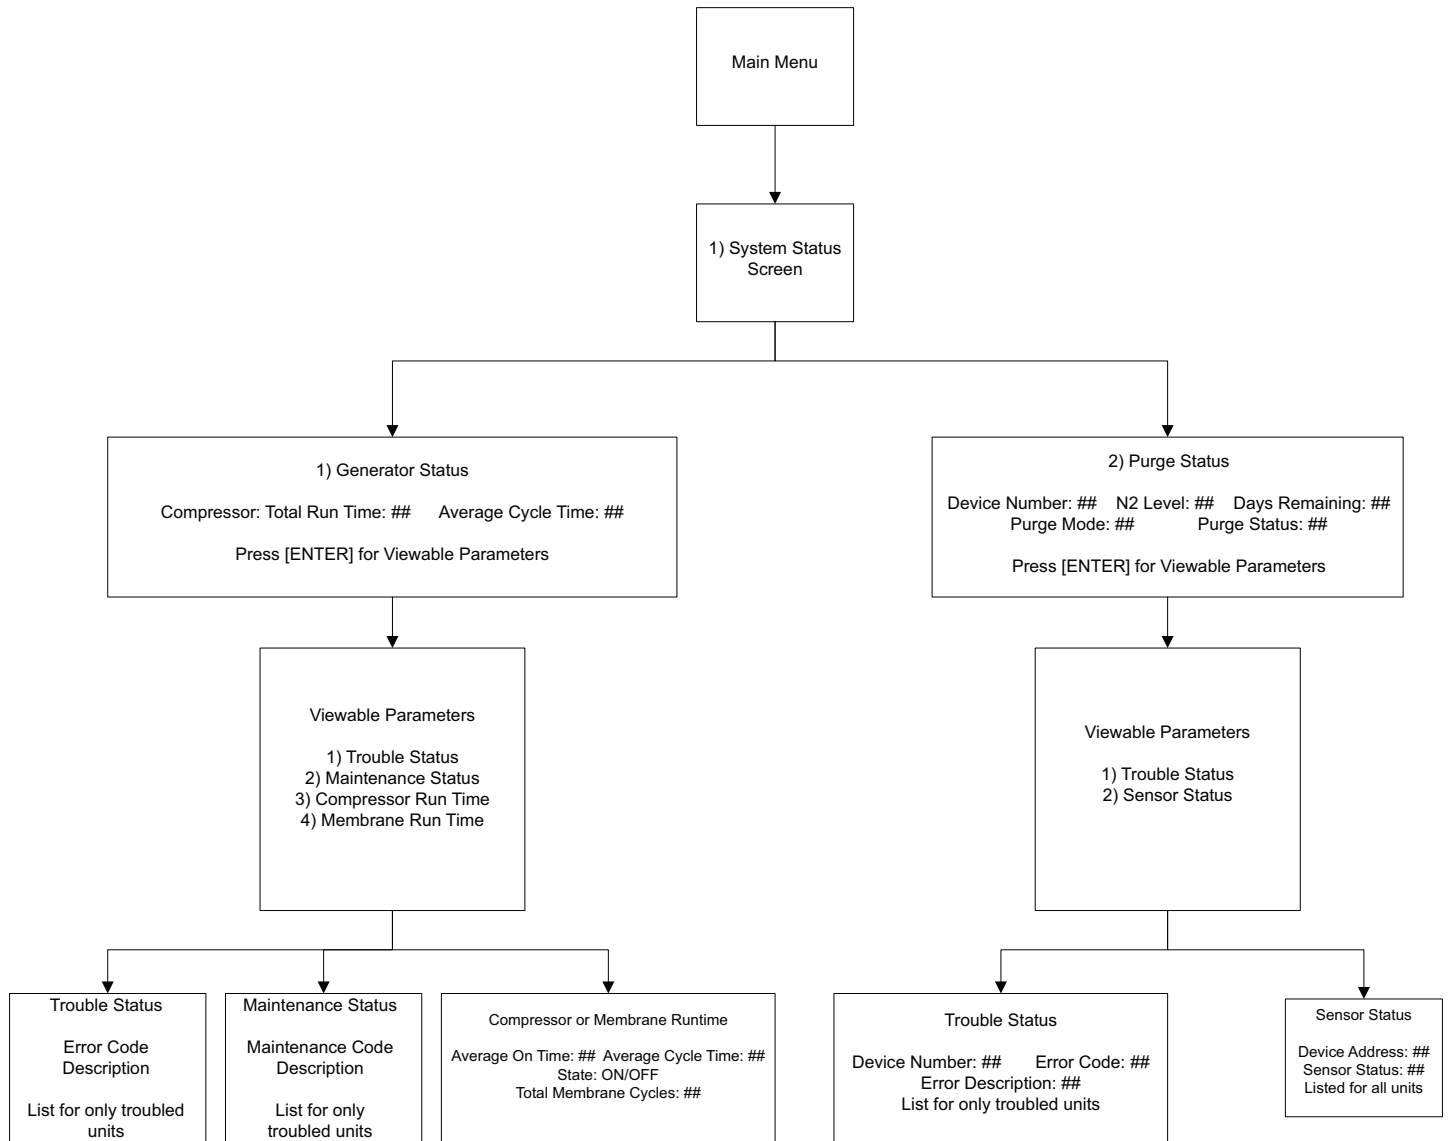 Main Menu
1) System Status
Screen
1) Generator Status
Compressor: Total Run Time: ## Average Cycle Time: ##
Press [ENTER] for Viewable Parameters
2) Purge Status
Device Number: ## N2 Level: ## Days Remaining: ##
Purge Mode: ## Purge Status: ##
Press [ENTER] for Viewable Parameters
Viewable Parameters
1) Trouble Status
2) Maintenance Status
3) Compressor Run Time
4) Membrane Run Time
Viewable Parameters
1) Trouble Status
2) Sensor Status
Trouble Status
Error Code
Description
List for only troubled
units
Maintenance Status
Maintenance Code
Description
List for only
troubled units
Compressor or Membrane Runtime
Average On Time: ## Average Cycle Time: ##
State: ON/OFF
Total Membrane Cycles: ##
Trouble Status
Device Number: ## Error Code: ##
Error Description: ##
List for only troubled units
Sensor Status
Device Address: ##
Sensor Status: ##
Listed for all units